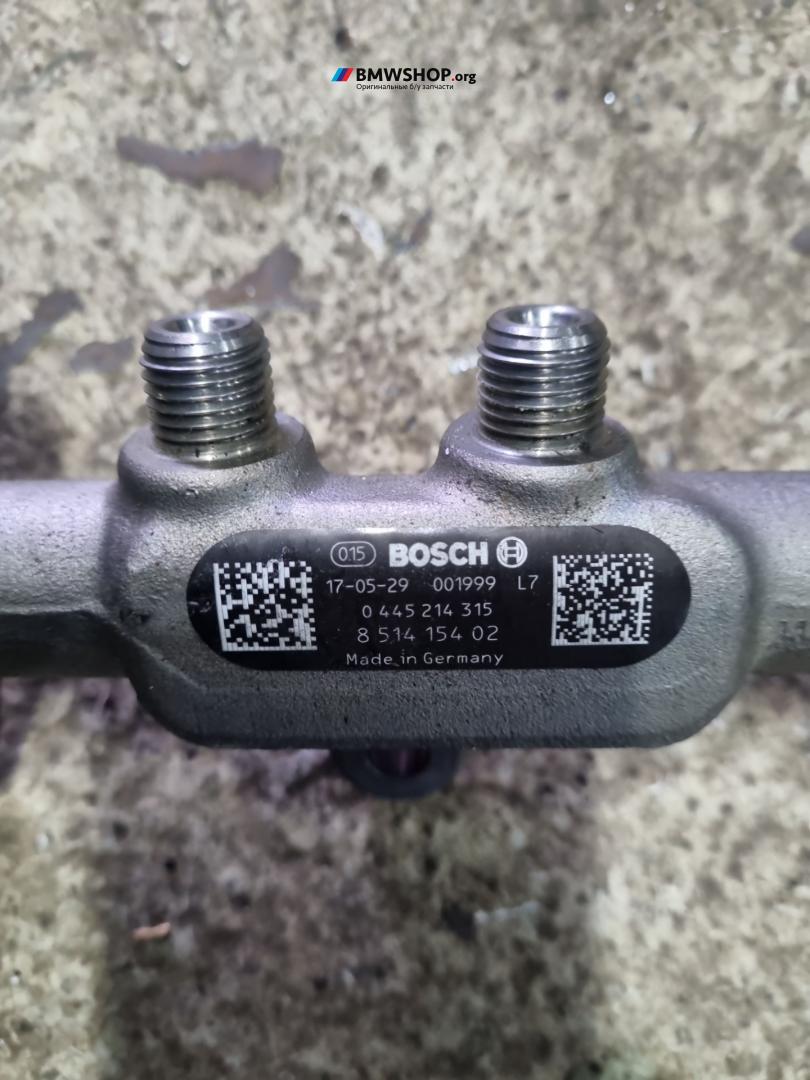 BMWSHOP.org
Оригинальные б/у запчасти
015 BOSCH
17-05-29 001999 L7
0 445 214 315
8 514 154 02
Made in Germany